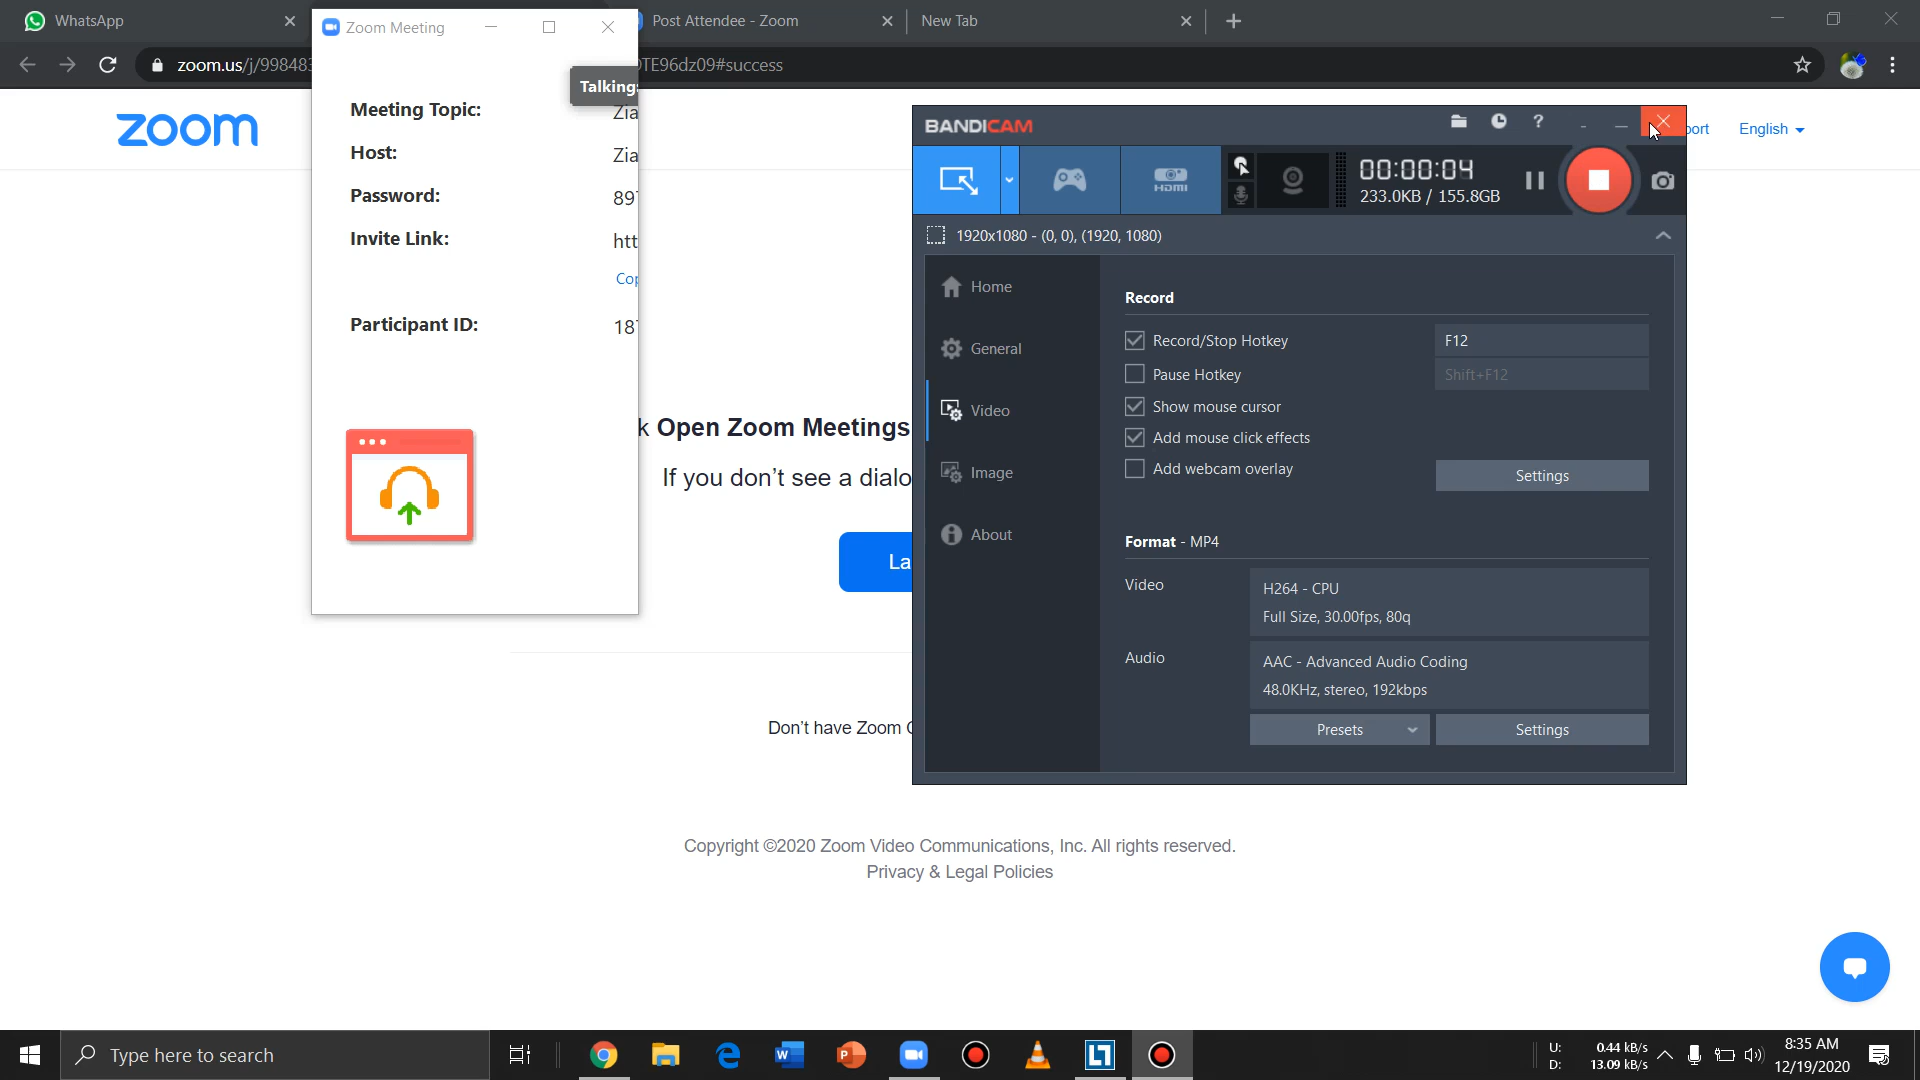 WhatsApp
Zoom Meeting
Post Attendee - Zoom
New Tab
zoom.us/j/99848
TE96dz09#success
Talking:
zoom
Meeting Topic:
Zia
Host:
Zia
Password:
89
Invite Link:
htt
Cop
Participant ID:
18
BANDICAM
port
English
HDMI
00:00:04
233.0KB / 155.8GB
1920x1080 - (0, 0), (1920, 1080)
Home
General
Video
Image
About
Record
Record/Stop Hotkey
F12
Pause Hotkey
Shift+F12
Show mouse cursor
Add mouse click effects
Add webcam overlay
Settings
Format - MP4
Video
H264 - CPU
Full Size, 30.00fps, 80q
Audio
AAC - Advanced Audio Coding
48.0KHz, stereo, 192kbps
Presets
Settings
k Open Zoom Meetings
If you don't see a dialo
La
Don't have Zoom C
Copyright ©2020 Zoom Video Communications, Inc. All rights reserved.
Privacy & Legal Policies
Type here to search
U: 0.44 kB/s
D: 13.09 kB/s
8:35 AM
12/19/2020